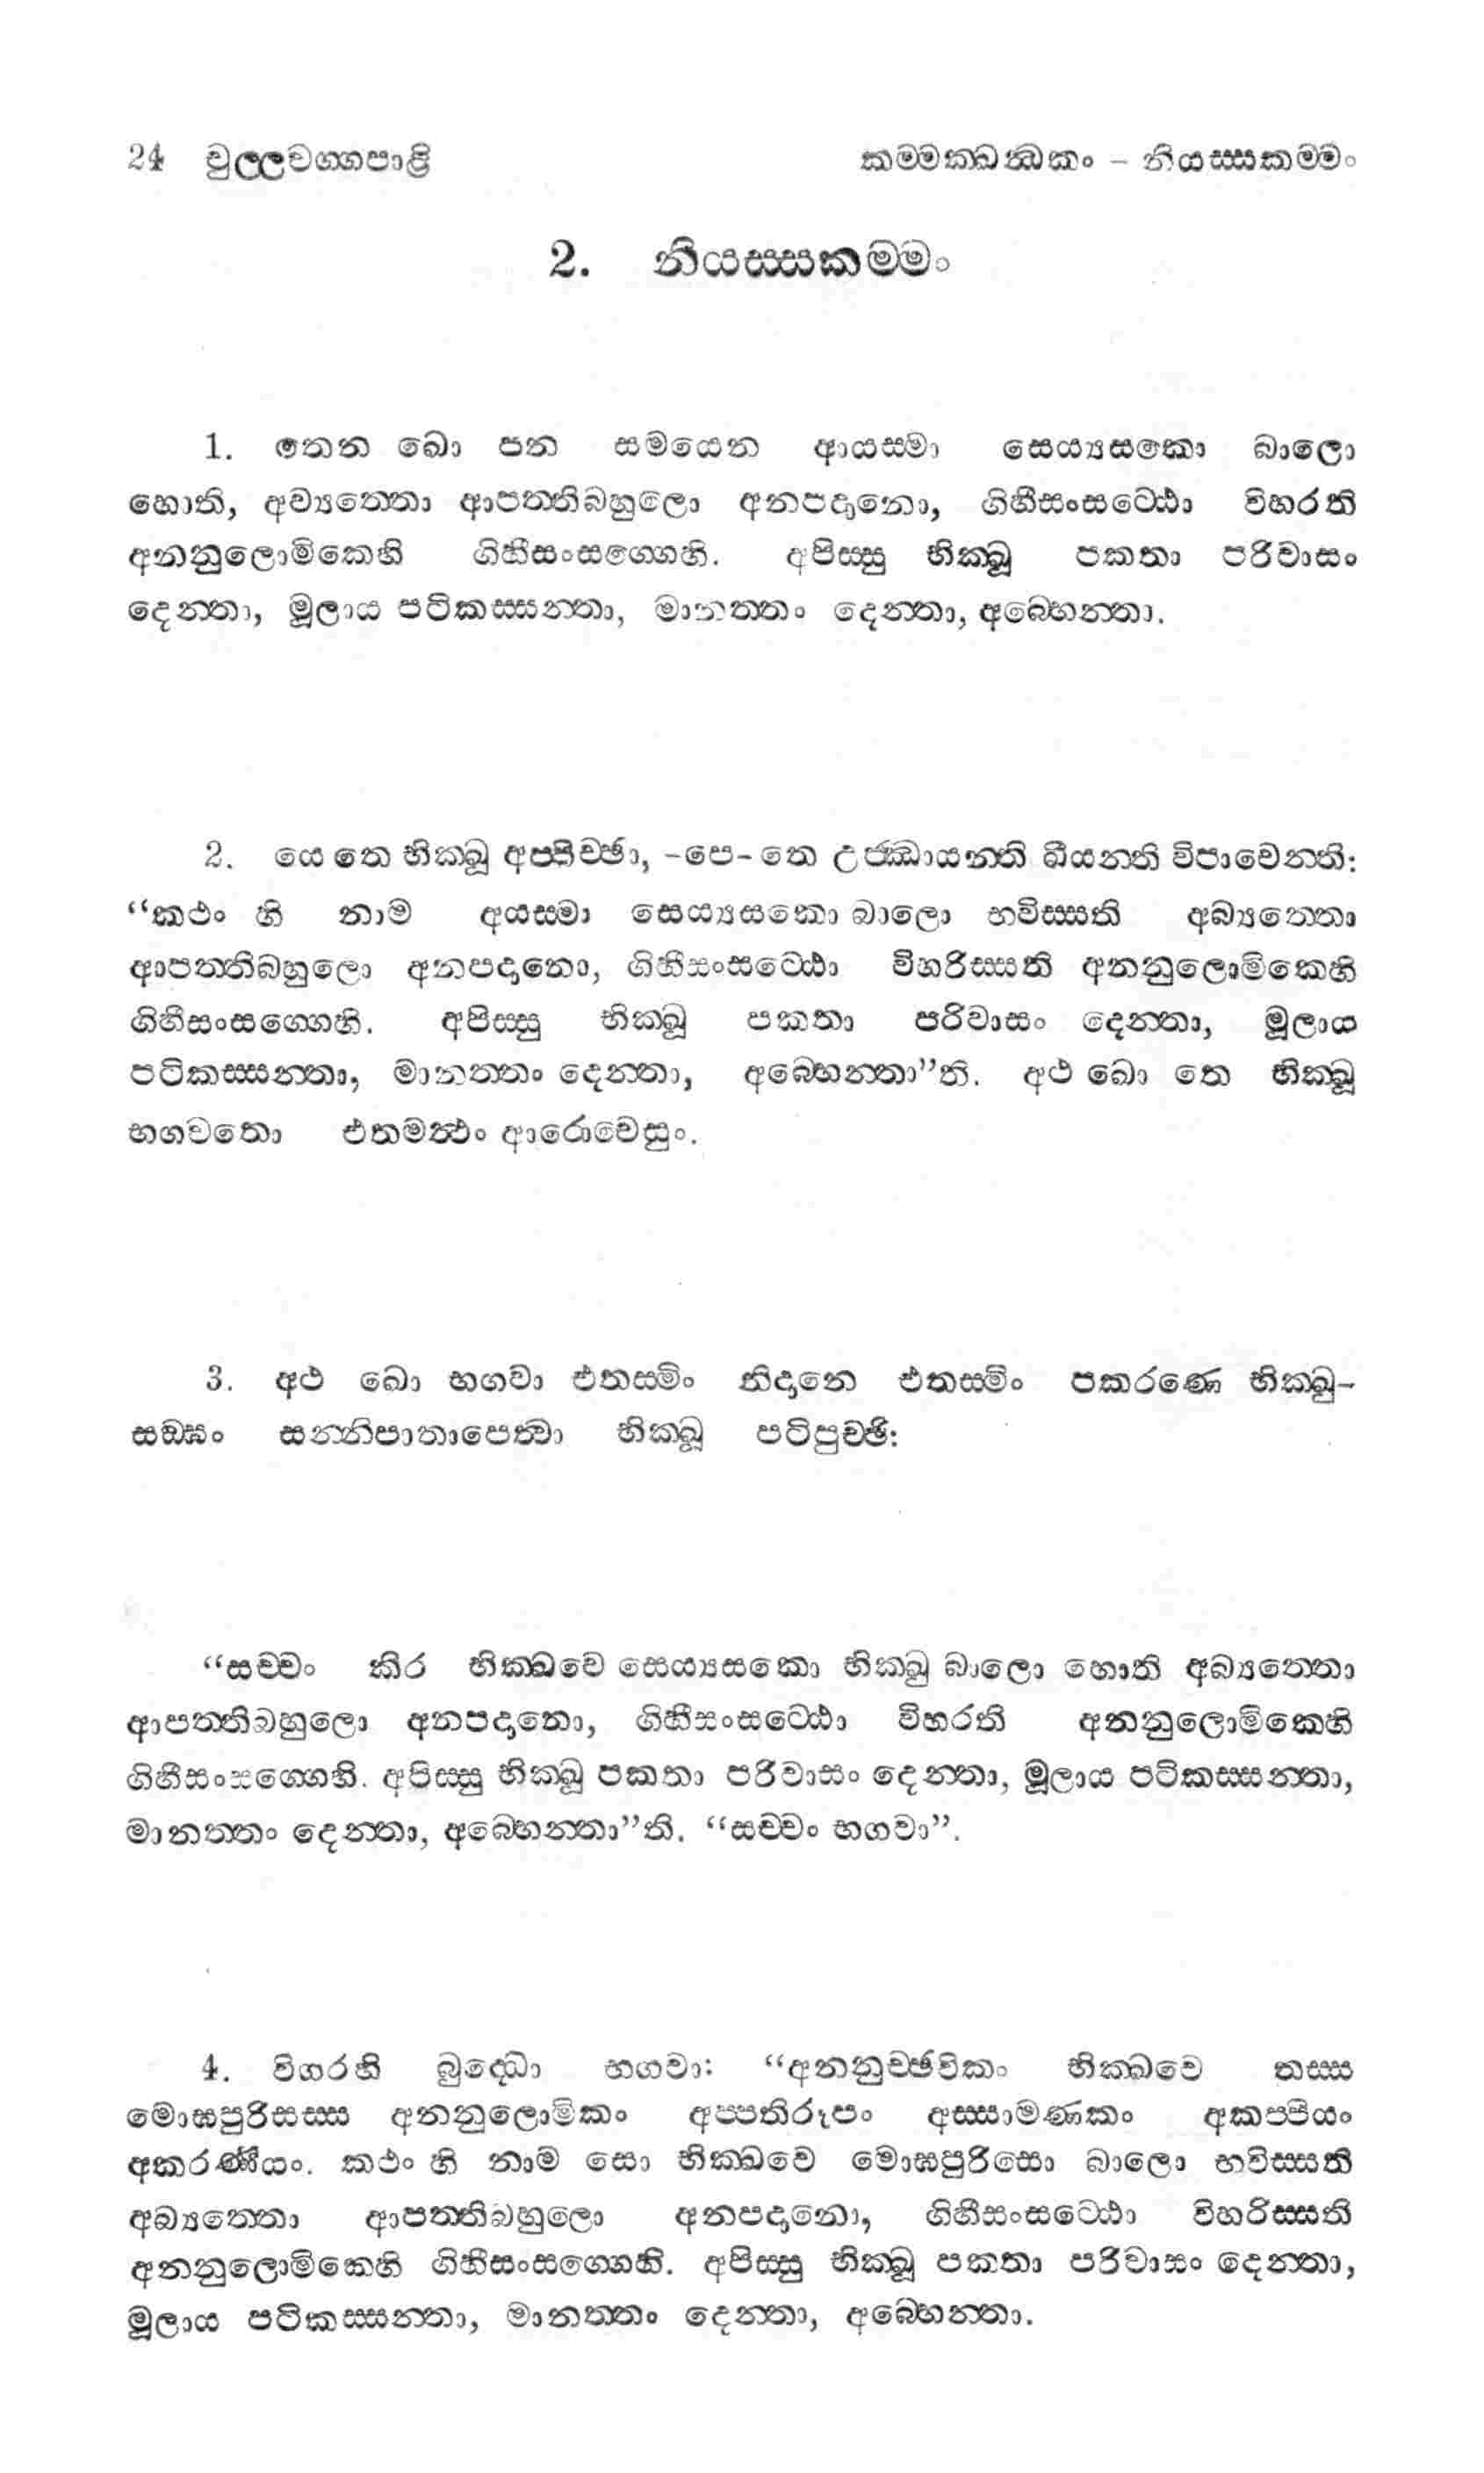 24 චුල්ලවග්ගපාළි කම්මක්ඛන්ධකං – නියස්සකම්මං
2. නියස්සකම්මං
1. තෙන ඛො පන සමයෙන ආයස්මා සෙය්‍යසකො බාලො
හොති, අව්‍යත්තො ආපත්තිබහුලො අනපදානො, ගිහීසංසට්ඨො විහරති
අනනුලොමිකෙහි ගිහීසංසග්ගෙහි. අපිස්සු භික්ඛූ පකතා පරිවාසං
දෙන්තා, මූලාය පටිකස්සන්තා, මානත්තං දෙන්තා, අබ්භෙන්තා.
2. යෙ තෙ භික්ඛූ අප්පිච්ඡා, -පෙ- තෙ උජ්ඣායන්ති ඛීයන්ති විපාචෙන්ති:
“කථං හි නාම අයස්මා සෙය්‍යසකො බාලො භවිස්සති අබ්‍යත්තො
ආපත්තිබහුලො අනපදානො, ගිහීසංසට්ඨො විහරිස්සති අනනුලොමිකෙහි
ගිහීසංසග්ගෙහි. අපිස්සු භික්ඛූ පකතා පරිවාසං දෙන්තා, මූලාය
පටිකස්සන්තා, මානත්තං දෙන්තා, අබ්භෙන්තා”ති. අථ ඛො තෙ භික්ඛූ
භගවතො එතමත්ථං ආරොචෙසුං.
3. අථ ඛො භගවා එතස්මිං නිදානෙ එතස්මිං පකරණෙ භික්ඛු-
සඞ්ඝං සන්නිපාතාපෙත්වා භික්ඛූ පටිපුච්ඡි:
“සච්චං කිර භික්ඛවෙ සෙය්‍යසකො භික්ඛු බාලො හොති අබ්‍යත්තො
ආපත්තිබහුලො අනපදානො, ගිහීසංසට්ඨො විහරති අනනුලොමිකෙහි
ගිහීසංසග්ගෙහි. අපිස්සු භික්ඛූ පකතා පරිවාසං දෙන්තා, මූලාය පටිකස්සන්තා,
මානත්තං දෙන්තා, අබ්භෙන්තා”ති. “සච්චං භගවා”.
4. විගරහි බුද්ධො භගවා: “අනනුච්ඡවිකං භික්ඛවෙ තස්ස
මොඝපුරිසස්ස අනනුලොමිකං අප්පතිරූපං අස්සාමණකං අකප්පියං
අකරණීයං. කථං හි නාම සො භික්ඛවෙ මොඝපුරිසො බාලො භවිස්සති
අබ්‍යත්තො ආපත්තිබහුලො අනපදානො, ගිහීසංසට්ඨො විහරිස්සති
අනනුලොමිකෙහි ගිහීසංසග්ගෙහි. අපිස්සු භික්ඛූ පකතා පරිවාසං දෙන්තා,
මූලාය පටිකස්සන්තා, මානත්තං දෙන්තා, අබ්භෙන්තා.